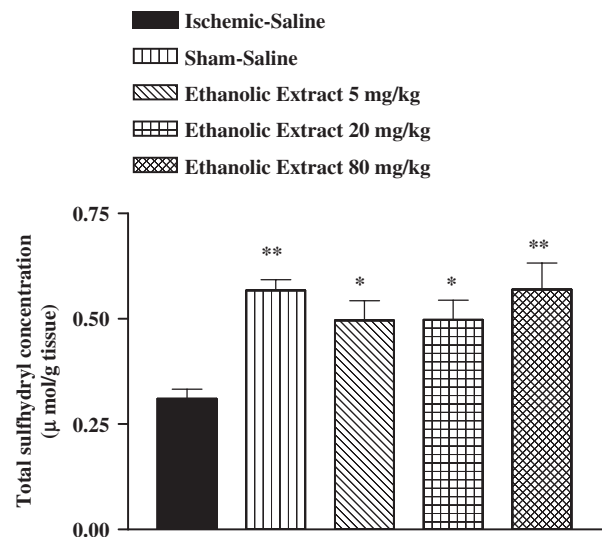 Ischemic-Saline
Sham-Saline
Ethanolic Extract 5 mg/kg
Ethanolic Extract 20 mg/kg
Ethanolic Extract 80 mg/kg
Total sulfhydryl concentration
(μ mol/g tissue)
0.75
0.50
0.25
0.00
**
*
*
**